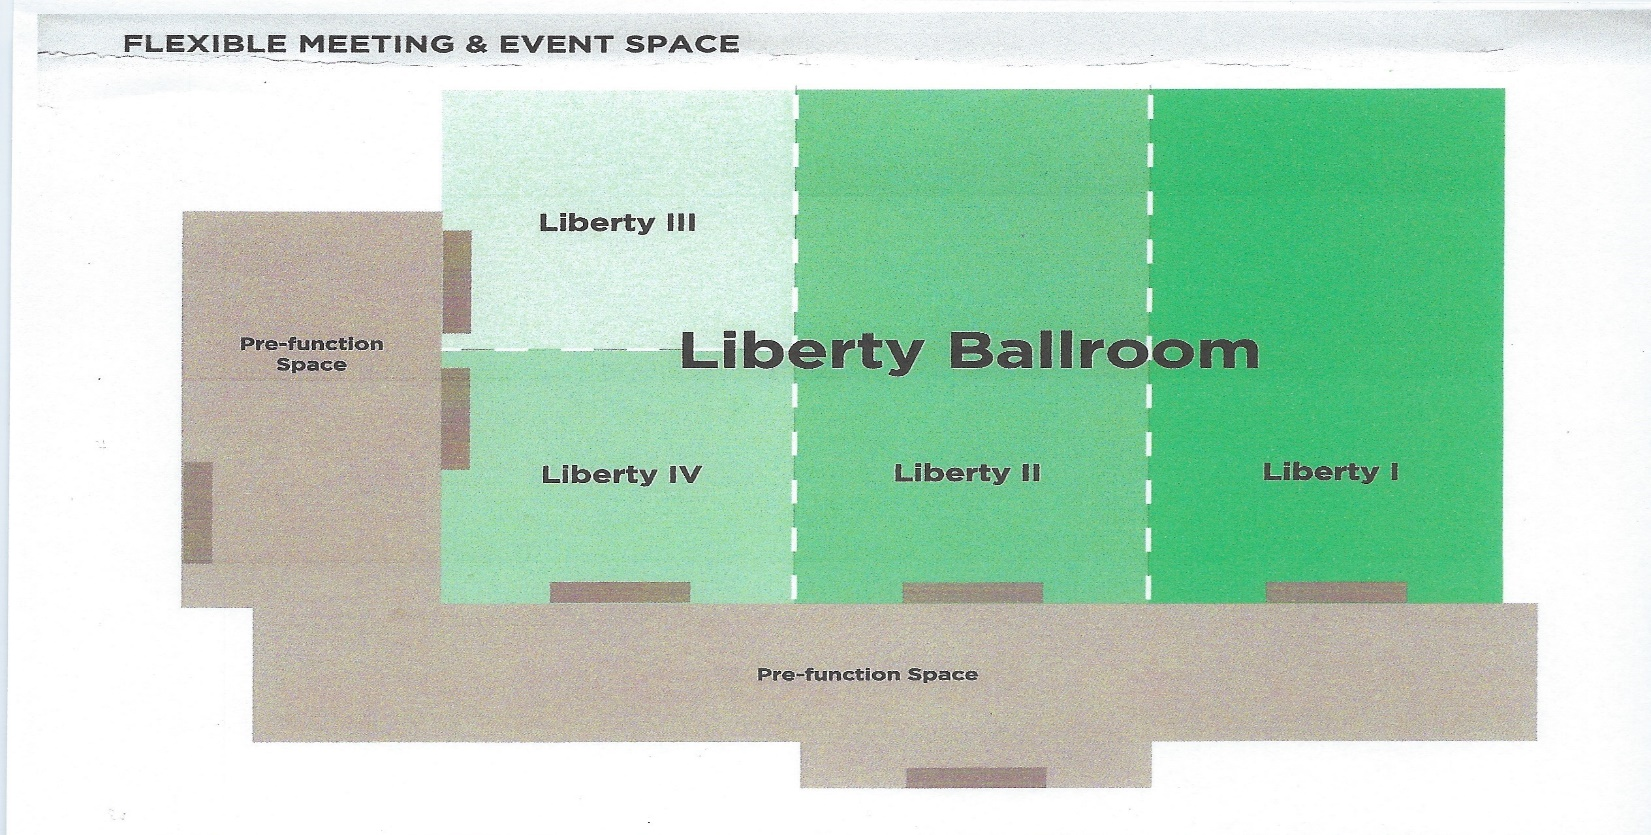 FLEXIBLE MEETING & EVENT SPACE
Liberty III
Pre-function
Space
Liberty Ballroom
Liberty IV
Liberty II
Liberty I
Pre-function Space